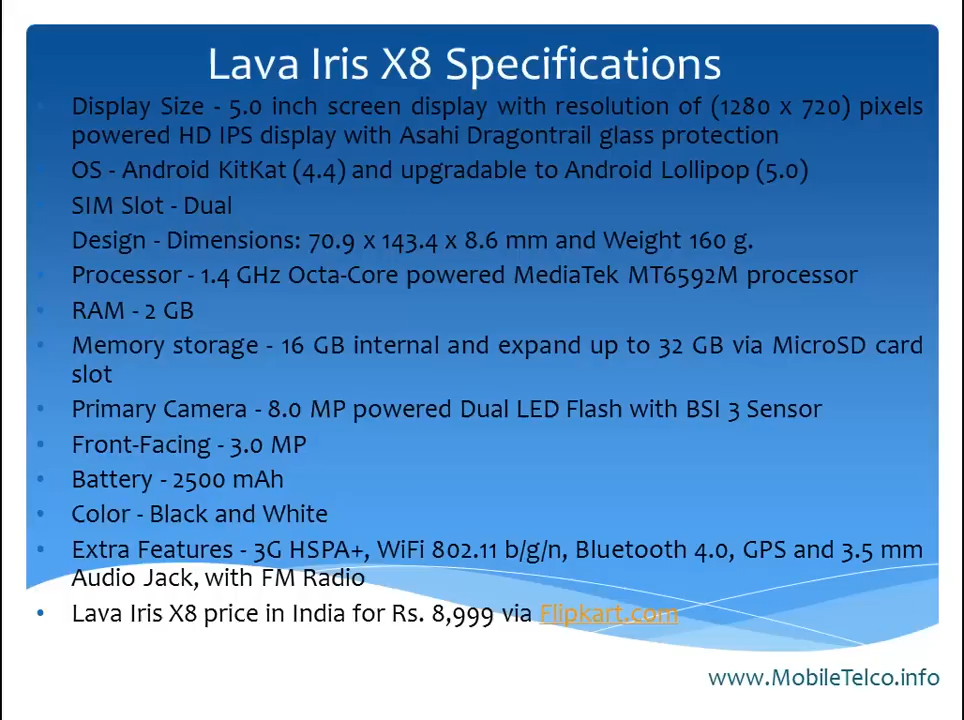 Lava Iris X8 Specifications
Display Size - 5.0 inch screen display with resolution of (1280 x 720) pixels
powered HD IPS display with Asahi Dragontrail glass protection
OS - Android KitKat (4.4) and upgradable to Android Lollipop (5.0)
SIM Slot - Dual
Design - Dimensions: 70.9 x 143.4 x 8.6 mm and Weight 160 g.
Processor - 1.4 GHz Octa-Core powered MediaTek MT6592M processor
RAM - 2 GB
Memory storage - 16 GB internal and expand up to 32 GB via MicroSD card
slot
Primary Camera - 8.0 MP powered Dual LED Flash with BSI 3 Sensor
Front-Facing - 3.0 MP
Battery - 2500 mAh
Color - Black and White
Extra Features - 3G HSPA+, WiFi 802.11 b/g/n, Bluetooth 4.0, GPS and 3.5 mm
Audio Jack, with FM Radio
Lava Iris X8 price in India for Rs. 8,999 via Flipkart.com
www.MobileTelco.info